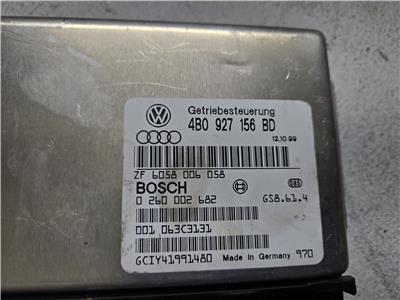 Getriebesteuerung
4B0 927 156 BD
12.10.99
ZF 6058 006 058
BOSCH
0 260 002 682 GS8.61.4
001 063C3131
GCIY41991480 Made in Germany 970